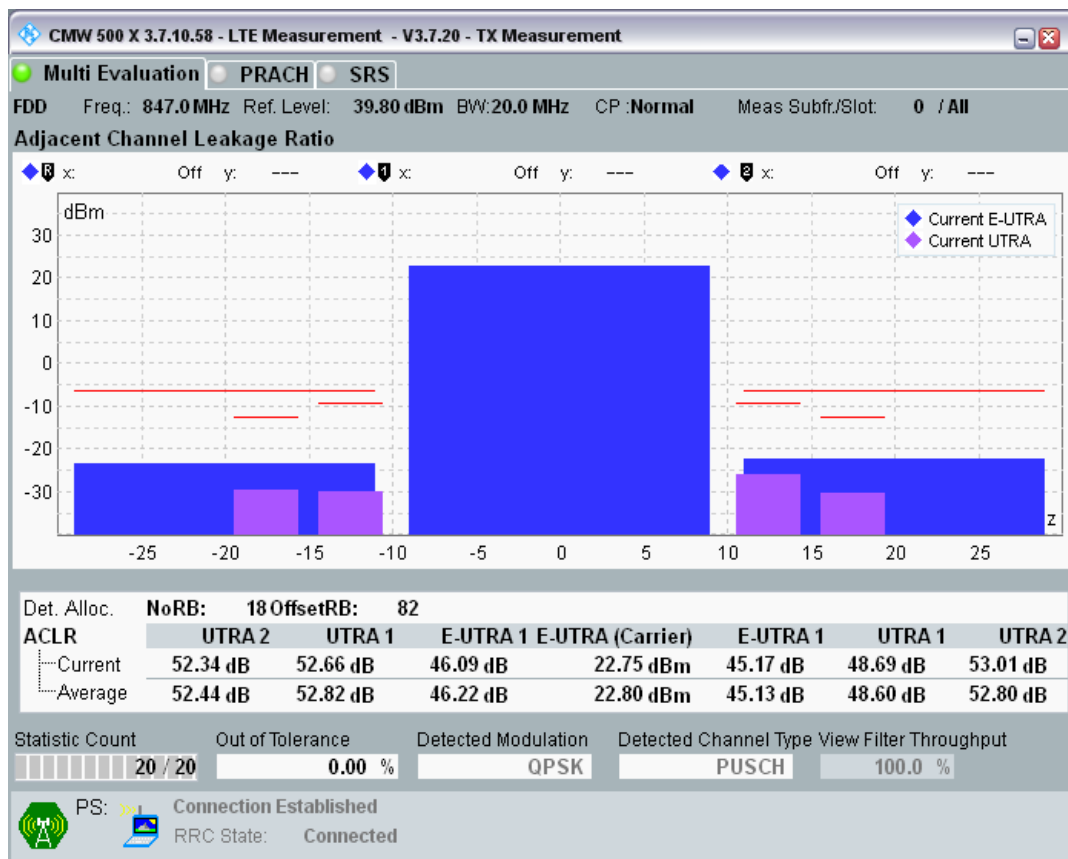 CMW 500 X 3.7.10.58 - LTE Measurement - V3.7.20 - TX Measurement
Multi Evaluation PRACH SRS
FDD Freq.: 847.0 MHz Ref. Level: 39.80 dBm BW:20.0 MHz CP :Normal Meas Subfr./Slot: 0 / All
Adjacent Channel Leakage Ratio
R x: Off y: --- 1 x: Off y: --- 2 x: Off y: ---
dBm
Current E-UTRA
Current UTRA
30
20
10
0
-10
-20
-30
z
-25 -20 -15 -10 -5 0 5 10 15 20 25
Det. Alloc. NoRB: 18 OffsetRB: 82
ACLR UTRA 2 UTRA 1 E-UTRA 1 E-UTRA (Carrier) E-UTRA 1 UTRA 1 UTRA 2
Current 52.34 dB 52.66 dB 46.09 dB 22.75 dBm 45.17 dB 48.69 dB 53.01 dB
Average 52.44 dB 52.82 dB 46.22 dB 22.80 dBm 45.13 dB 48.60 dB 52.80 dB
Statistic Count Out of Tolerance Detected Modulation Detected Channel Type View Filter Throughput
20 / 20 0.00 % QPSK PUSCH 100.0 %
PS: Connection Established
RRC State: Connected